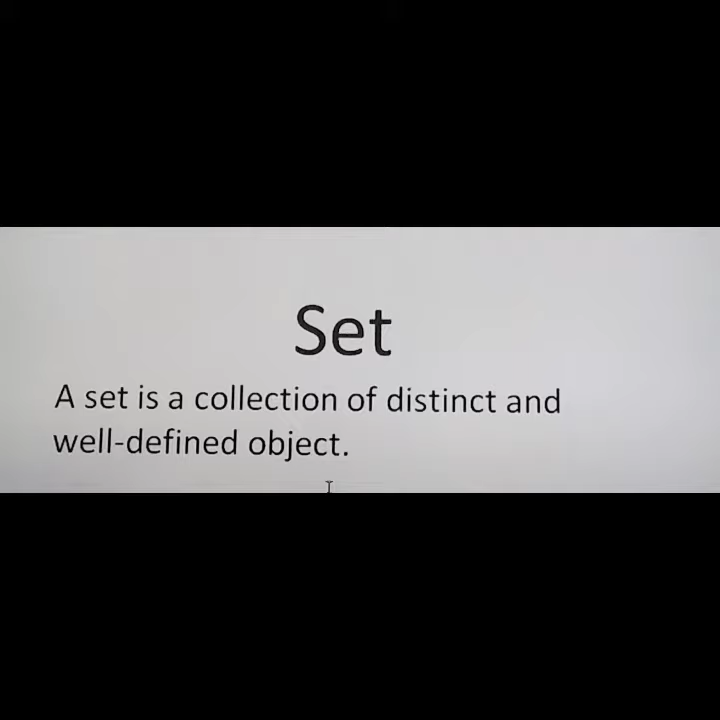 Set
A set is a collection of distinct and
well-defined object.